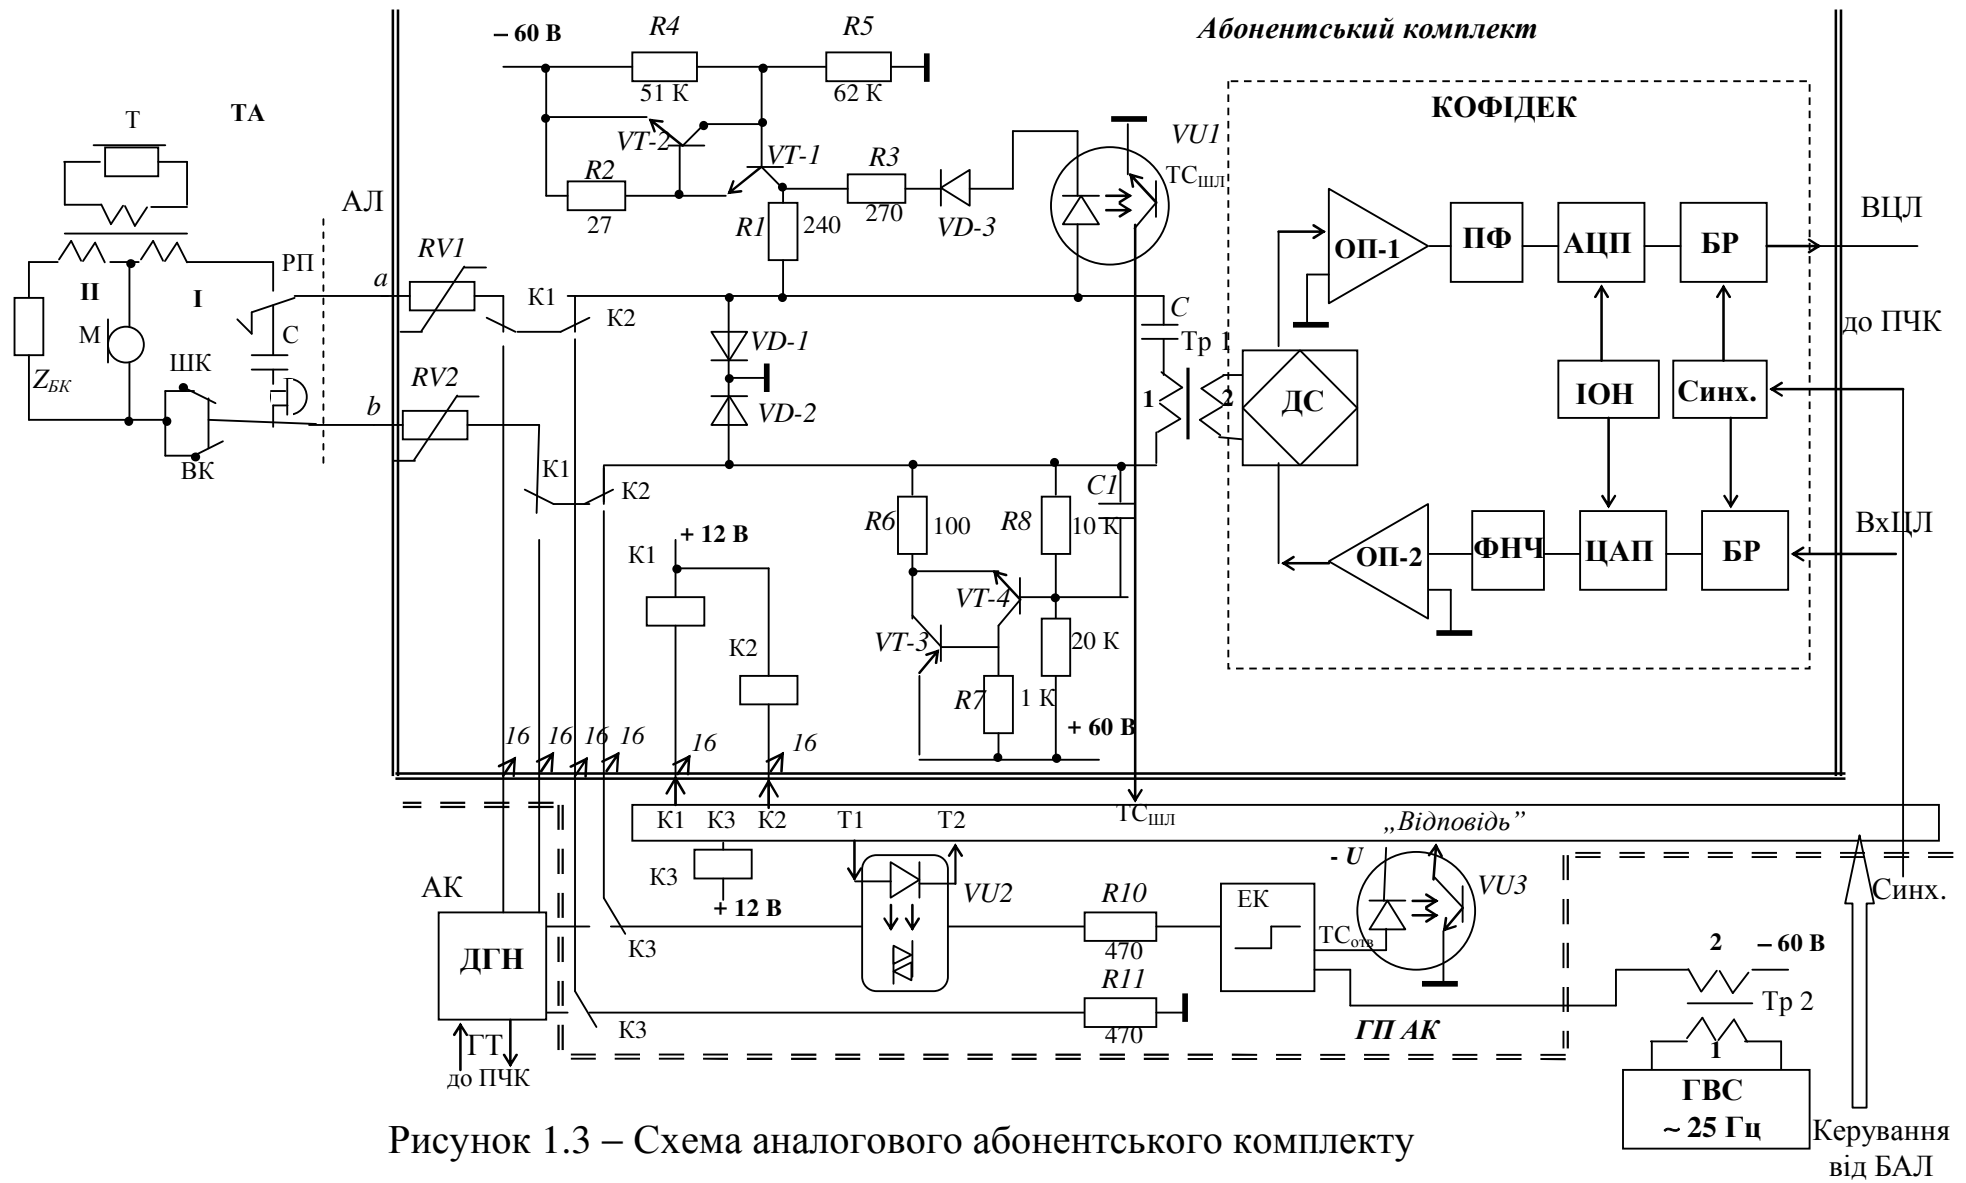 Абонентський комплект
– 60 В
R4
R5
51 К
62 К
КОФІДЕК
ТА
Т
VT-2
VT-1
VU1
R2
R3
ТСШЛ
27
270
VD-3
R1
240
АЛ
РП
a
RV1
II
I
К1
К2
М
С
ШК
ZБК
b
RV2
ВК
VD-1
VD-2
С
Тр 1
1
2
ДС
ОП-1
ПФ
АЦП
БР
ВЦЛ
до ПЧК
ІОН
Синх.
К1
К2
R6
100
R8
10 К
С1
ОП-2
ФНЧ
ЦАП
БР
ВхЦЛ
К1
+ 12 В
К2
VT-4
VT-3
20 К
R7
1 К
+ 60 В
16
16
16
16
16
16
К1
К3
К2
Т1
Т2
ТСШЛ
„Відповідь”
К3
+ 12 В
VU2
- U
VU3
Синх.
АК
ДГН
К3
К3
R10
470
R11
470
ЕК
ТСотв
ГП АК
2
– 60 В
Тр 2
1
ГТ
до ПЧК
ГВС
~ 25 Гц
Керування
від БАЛ
Рисунок 1.3 – Схема аналогового абонентського комплекту